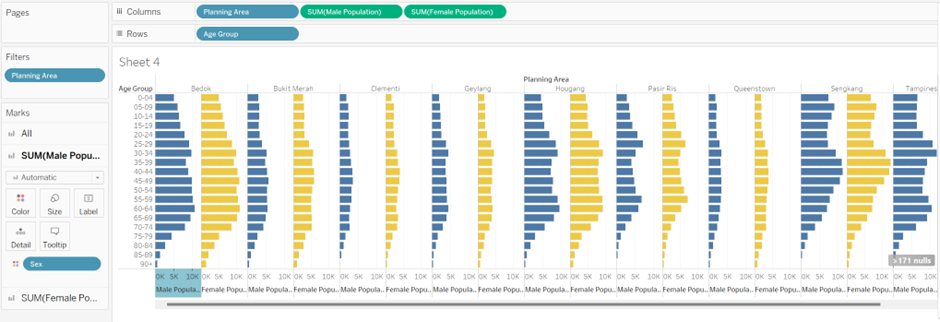 Pages
Columns
Planning Area
SUM(Male Population)
SUM(Female Population)
Rows
Age Group
Filters
Planning Area
Marks
All
SUM(Male Popu...
Automatic
Color
Size
Label
Detail
Tooltip
Sex
SUM(Female Po...
Sheet 4
Planning Area
Age Group
Bedok
Bukit Merah
Clementi
Geylang
Hougang
Pasir Ris
Queenstown
Sengkang
Tampines
0-04
05-09
10-14
15-19
20-24
25-29
30-34
35-39
40-44
45-49
50-54
55-59
60-64
65-69
70-74
75-79
80-84
85-89
90+
>171 nulls
0K 5K 10K 0K 5K 10K 0K 5K 10K 0K 5K 10K 0K 5K 10K 0K 5K 10K 0K 5K 10K 0K 5K 10K 0K 5K 10K 0K 5K 10K 0K 5K 10K 0K 5K 10K 0K 5K 10K 0K 5K 10K 0K 5K 10K 0K 5K 10K 0K 5K 10K
Male Popula.. Female Popu.. Male Popula.. Female Popu.. Male Popula.. Female Popu.. Male Popula.. Female Popu.. Male Popula.. Female Popu.. Male Popula.. Female Popu.. Male Popula.. Female Popu.. Male Popula.. Female Popu.. Male Popula..